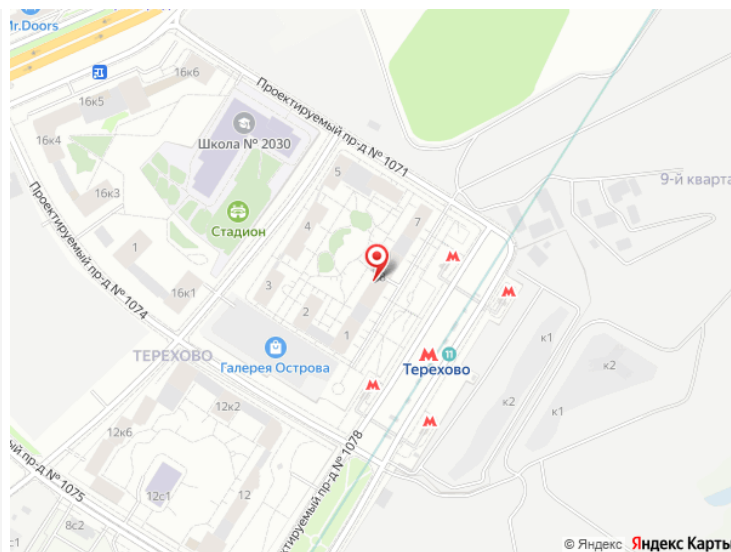 Mr.Doors
16к6
16к5
Проектируемый пр-д № 1071
16к4
Школа № 2030
5
9-й кварта
16к3
Стадион
7
4
Проектируемый пр-д № 1074
1
3
16к1
2
1
ТЕРЕХОВО
Галерея Острова
11
Терехово
к1
к2
к1
к2
12к2
12к6
Проектируемый пр-д № 1078
ый пр-д № 1075
12с1
12
8с2
с1
© Яндекс Яндекс Карты